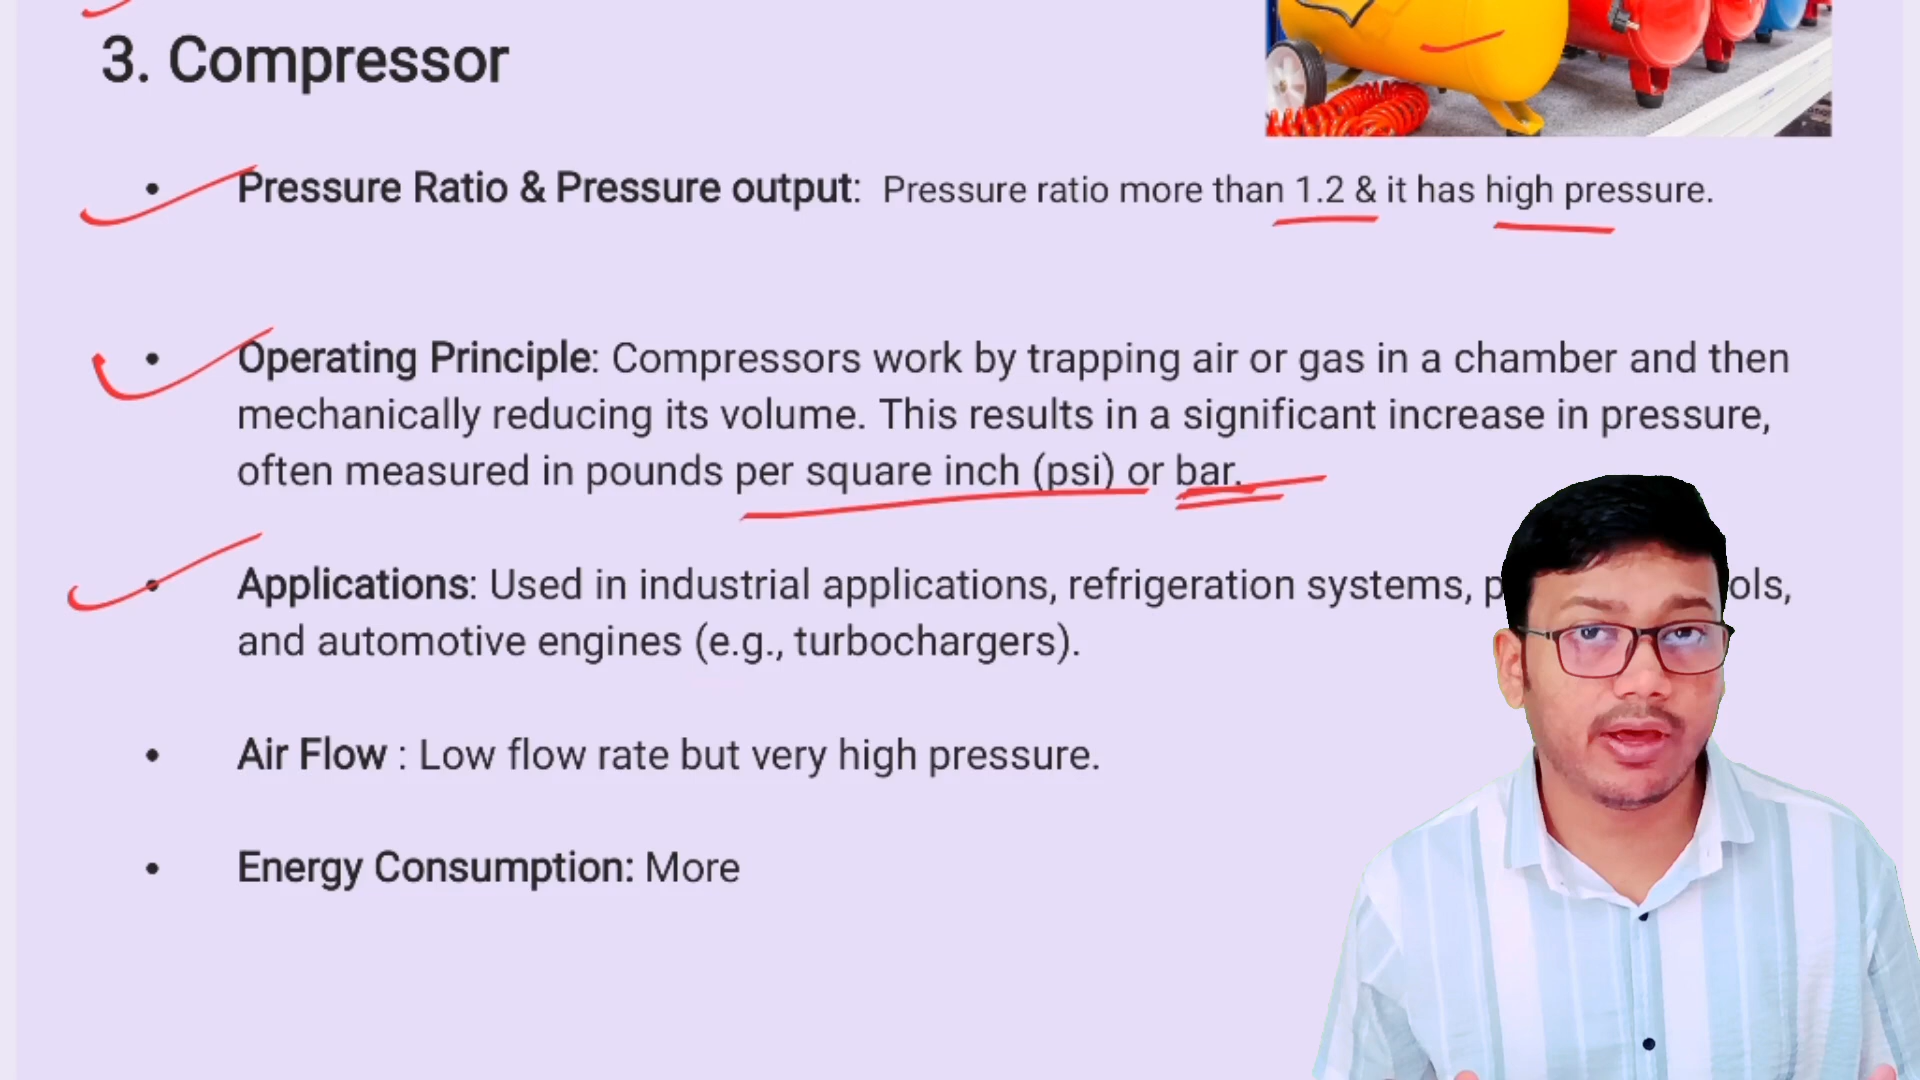 3. Compressor
• Pressure Ratio & Pressure output: Pressure ratio more than 1.2 & it has high pressure.
• Operating Principle: Compressors work by trapping air or gas in a chamber and then
mechanically reducing its volume. This results in a significant increase in pressure,
often measured in pounds per square inch (psi) or bar.
• Applications: Used in industrial applications, refrigeration systems,
and automotive engines (e.g., turbochargers).
• Air Flow : Low flow rate but very high pressure.
• Energy Consumption: More